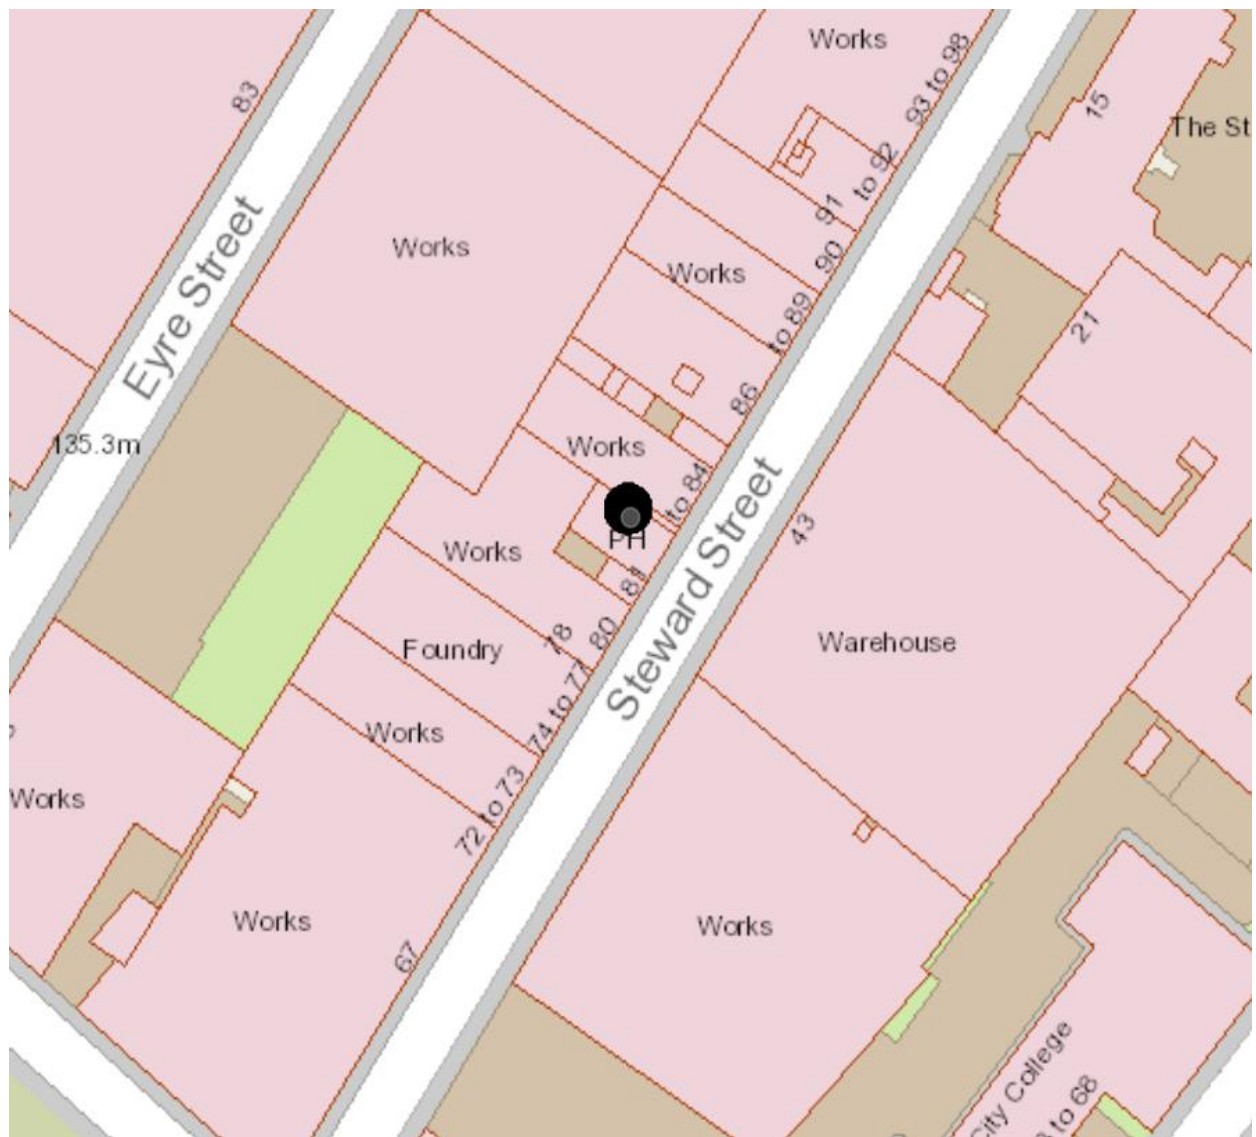 Works
93 to 98
83
15
The St
to 92
91
Eyre Street
Works
90
Works
to 89
21
86
135.3m
Works
to 84
Steward Street
43
PH
Works
81
78
80
Foundry
Warehouse
74 to 77
Works
72 to 73
Works
Works
67
Works
City College
to 68